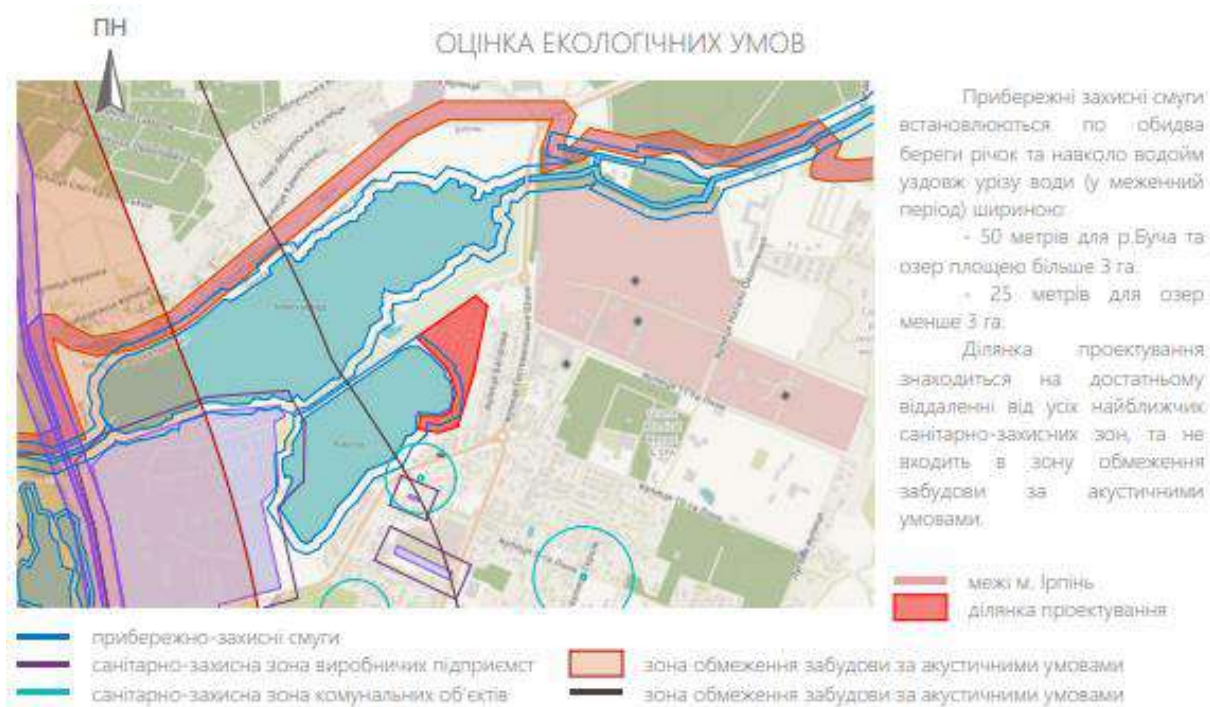 ПН
ОЦІНКА ЕКОЛОГІЧНИХ УМОВ
Прибережні захисні смуги
встановлюються по обидва
береги річок та навколо водойм
уздовж урізу води (у меженний
період) шириною:
- 50 метрів для р.Буча та
озер площею більше 3 га.
- 25 метрів для озер
менше 3 га.
Ділянка проектування
знаходиться на достатньому
віддаленні від усіх найближчих
санітарно-захисних зон, та не
входить в зону обмеження
забудови за акустичними
умовами.
межі м. Ірпінь
ділянка проектування
прибережно-захисні смуги
санітарно-захисна зона виробничих підприємст
санітарно-захисна зона комунальних об'єктів
зона обмеження забудови за акустичними умовами
зона обмеження забудови за акустичними умовами